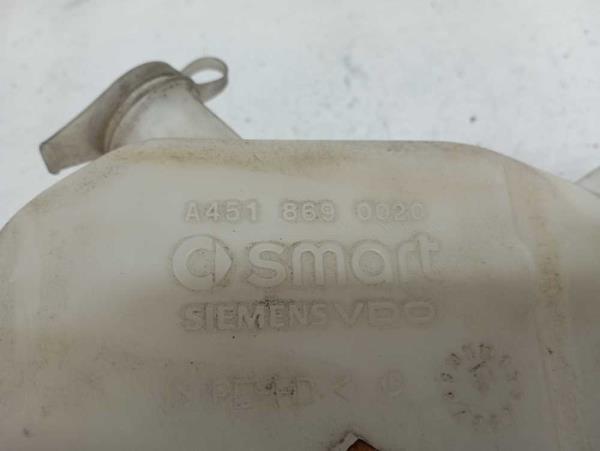 A451 869 0020
smart
SIEMENS VDO